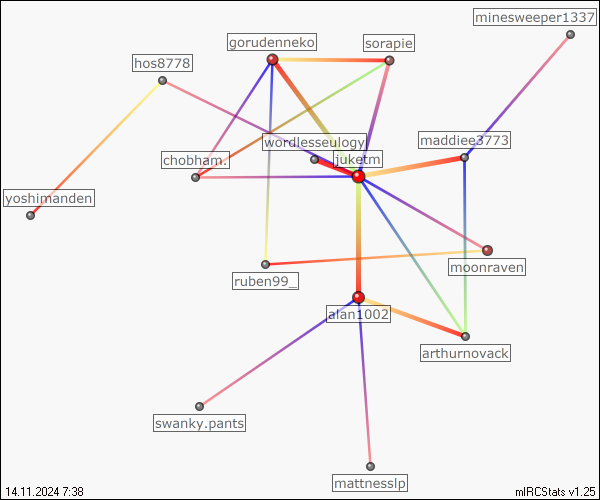 minesweeper1337
gorudenneko
sorapie
hos8778
wordlesseulogy
maddiee3773
chobham.
juketm
yoshimanden
ruben99_
moonraven
alan1002
arthurnovack
swanky.pants
mattnesslp
14.11.2024 7:38
mIRCStats v1.25